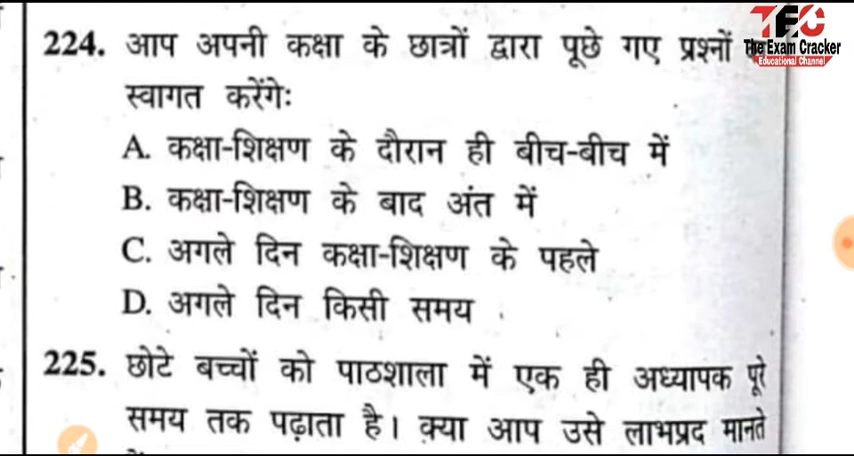 224. आप अपनी कक्षा के छात्रों द्वारा पूछे गए प्रश्नों
TEC
The Exam Cracker
Educational Channel
स्वागत करेंगेः
A. कक्षा-शिक्षण के दौरान ही बीच-बीच में
B. कक्षा-शिक्षण के बाद अंत में
C. अगले दिन कक्षा-शिक्षण के पहले
D. अगले दिन किसी समय
225. छोटे बच्चों को पाठशाला में एक ही अध्यापक पूरे
समय तक पढ़ाता है। क्या आप उसे लाभप्रद मानते